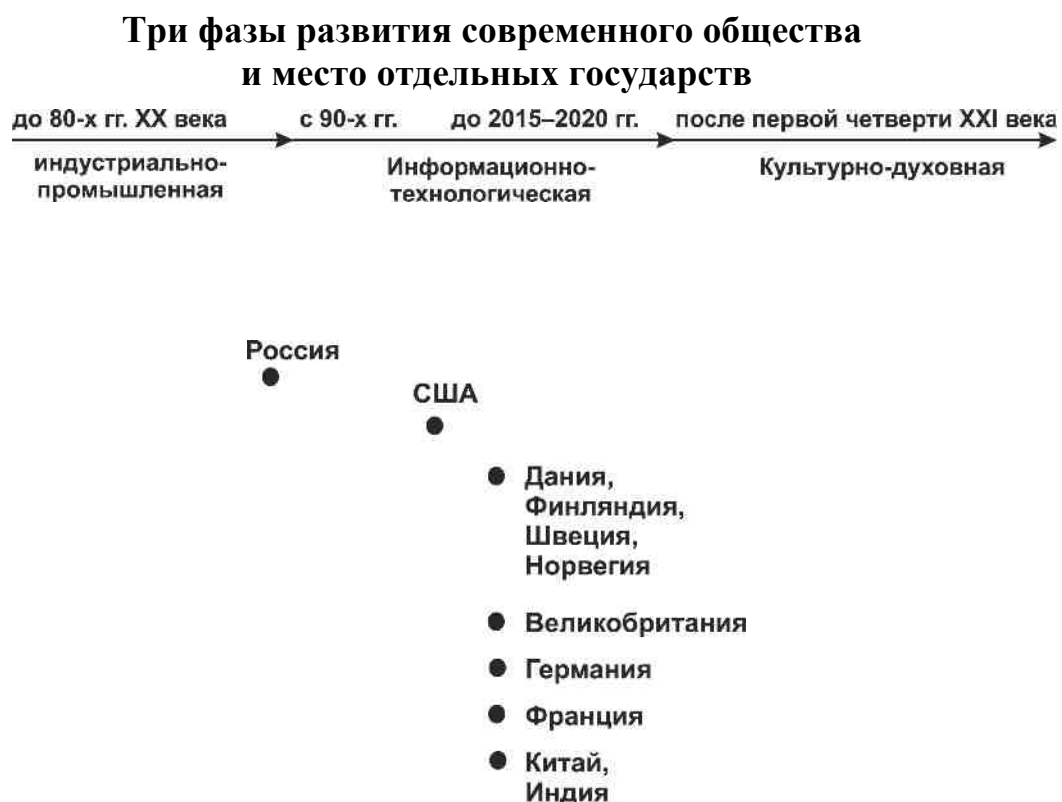 Три фазы развития современного общества
и место отдельных государств
до 80-х гг. XX века с 90-х гг. до 2015–2020 гг. после первой четверти XXI века
индустриально-
промышленная
Информационно-
технологическая
Культурно-духовная
Россия
США
Дания,
Финляндия,
Швеция,
Норвегия
Великобритания
Германия
Франция
Китай,
Индия